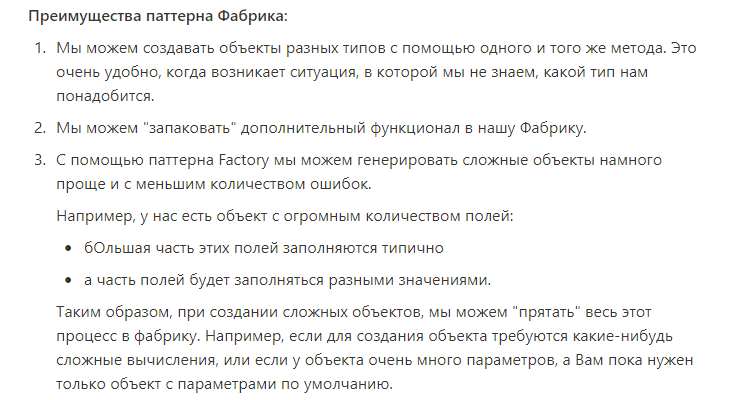 Преимущества паттерна Фабрика:
1. Мы можем создавать объекты разных типов с помощью одного и того же метода. Это
очень удобно, когда возникает ситуация, в которой мы не знаем, какой тип нам
понадобится.
2. Мы можем "запаковать" дополнительный функционал в нашу Фабрику.
3. С помощью паттерна Factory мы можем генерировать сложные объекты намного
проще и с меньшим количеством ошибок.
Например, у нас есть объект с огромным количеством полей:
• бОльшая часть этих полей заполняются типично
• а часть полей будет заполняться разными значениями.
Таким образом, при создании сложных объектов, мы можем "прятать" весь этот
процесс в фабрику. Например, если для создания объекта требуются какие-нибудь
сложные вычисления, или если у объекта очень много параметров, а Вам пока нужен
только объект с параметрами по умолчанию.